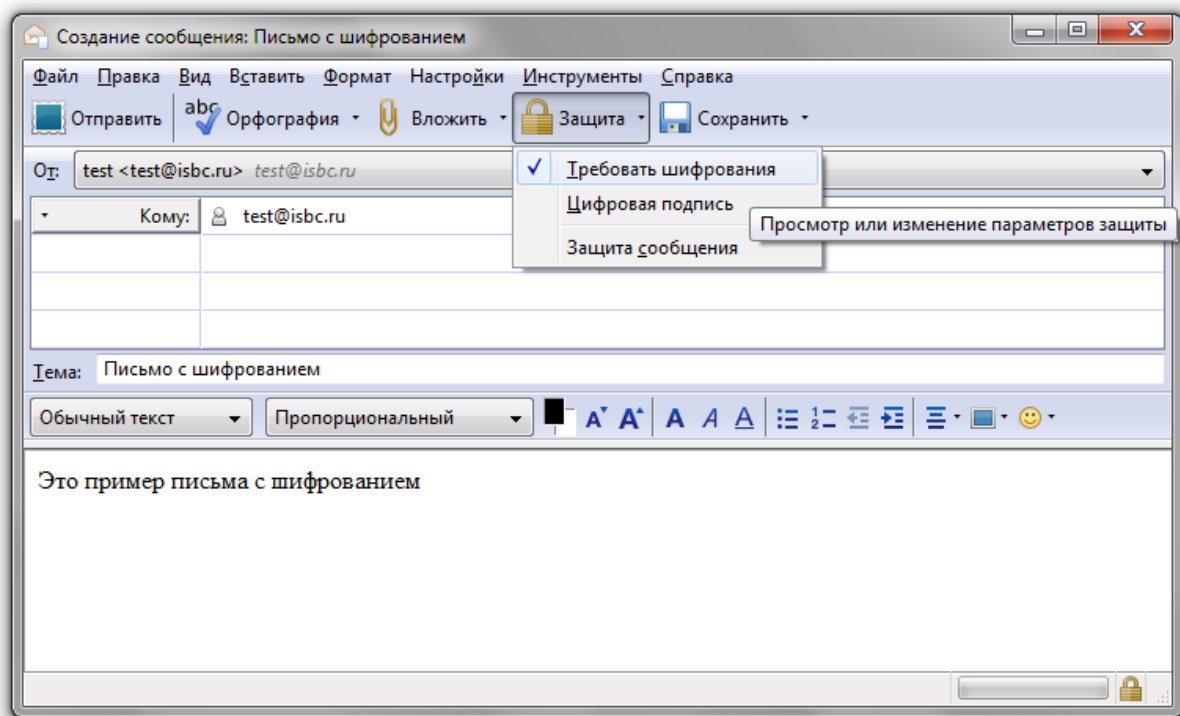 Создание сообщения: Письмо с шифрованием
Файл Правка Вид Вставить Формат Настройки Инструменты Справка
Отправить abc Орфография Вложить Защита Сохранить
От: test <test@isbc.ru> test@isbc.ru
Требовать шифрования
Кому: test@isbc.ru
Цифровая подпись
Просмотр или изменение параметров защиты
Защита сообщения
Тема: Письмо с шифрованием
Обычный текст Пропорциональный
Это пример письма с шифрованием